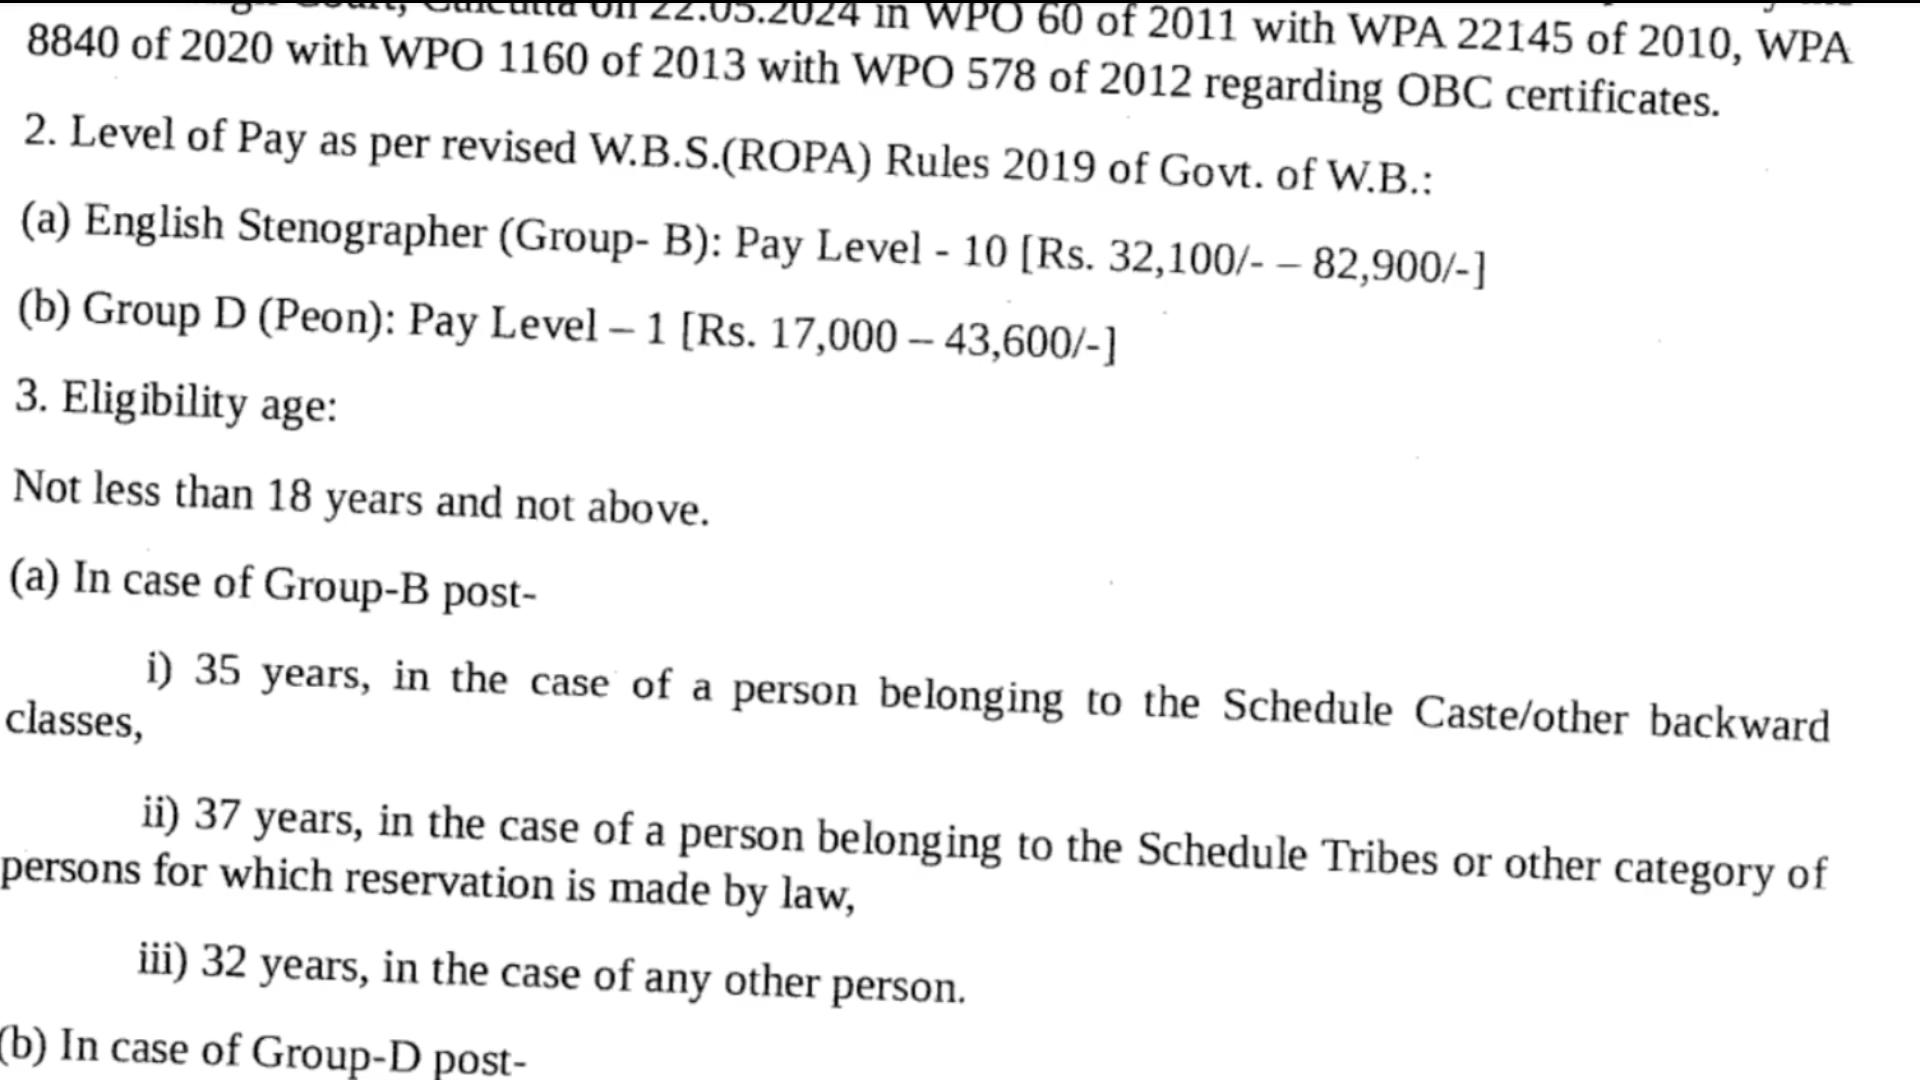 Court, Calcutta on 22.05.2024 in WPO 60 of 2011 with WPA 22145 of 2010, WPA
8840 of 2020 with WPO 1160 of 2013 with WPO 578 of 2012 regarding OBC certificates.
2. Level of Pay as per revised W.B.S.(ROPA) Rules 2019 of Govt. of W.B.:
(a) English Stenographer (Group- B): Pay Level - 10 [Rs. 32,100/- – 82,900/-]
(b) Group D (Peon): Pay Level – 1 [Rs. 17,000 – 43,600/-]
3. Eligibility age:
Not less than 18 years and not above.
(a) In case of Group-B post-
i) 35 years, in the case of a person belonging to the Schedule Caste/other backward
classes,
ii) 37 years, in the case of a person belonging to the Schedule Tribes or other category of
persons for which reservation is made by law,
iii) 32 years, in the case of any other person.
(b) In case of Group-D post-